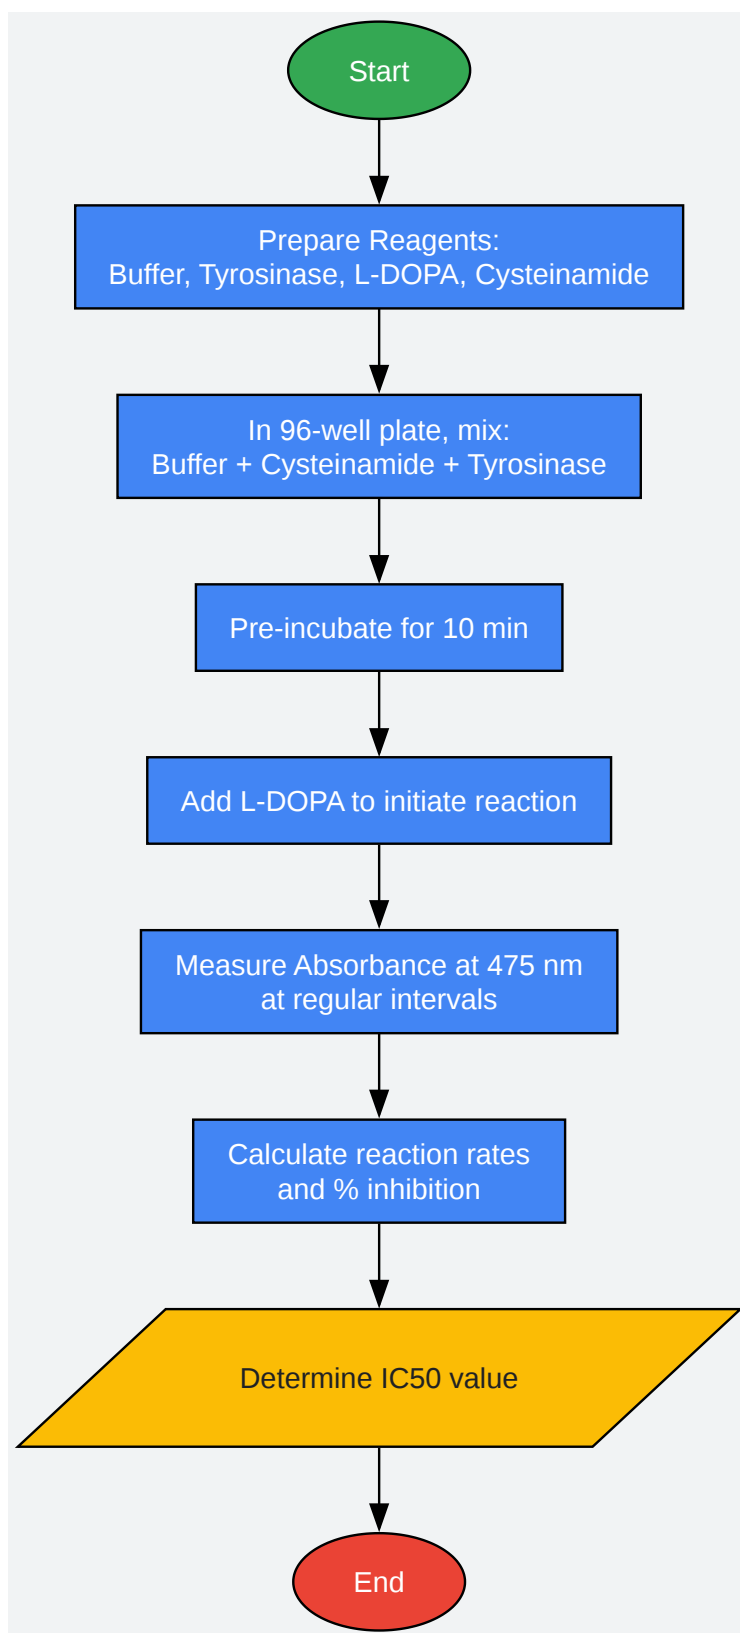 Start
Prepare Reagents:
Buffer, Tyrosinase, L-DOPA, Cysteinamide
In 96-well plate, mix:
Buffer + Cysteinamide + Tyrosinase
Pre-incubate for 10 min
Add L-DOPA to initiate reaction
Measure Absorbance at 475 nm
at regular intervals
Calculate reaction rates
and % inhibition
Determine IC50 value
End